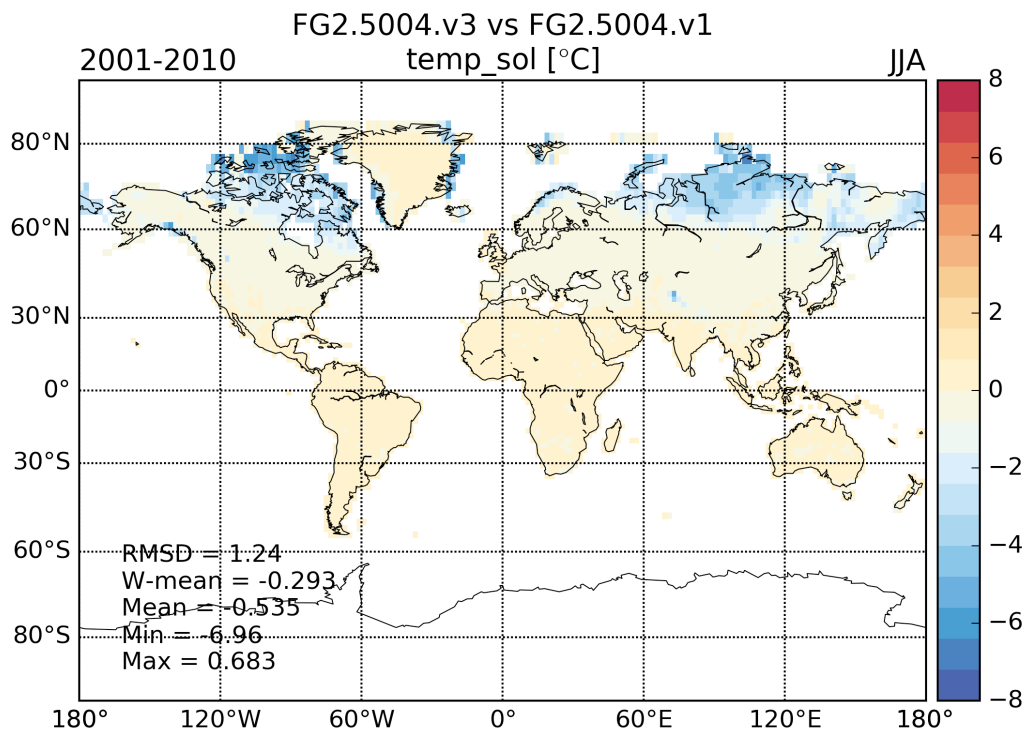 FG2.5004.v3 vs FG2.5004.v1
2001-2010 temp_sol [°C] JJA
80°N
60°N
30°N
0°
30°S
60°S
80°S
RMSD = 1.24
W-mean = -0.293
Mean = -0.535
Min = -6.96
Max = 0.683
180° 120°W 60°W 0° 60°E 120°E 180°
8
6
4
2
0
−2
−4
−6
−8